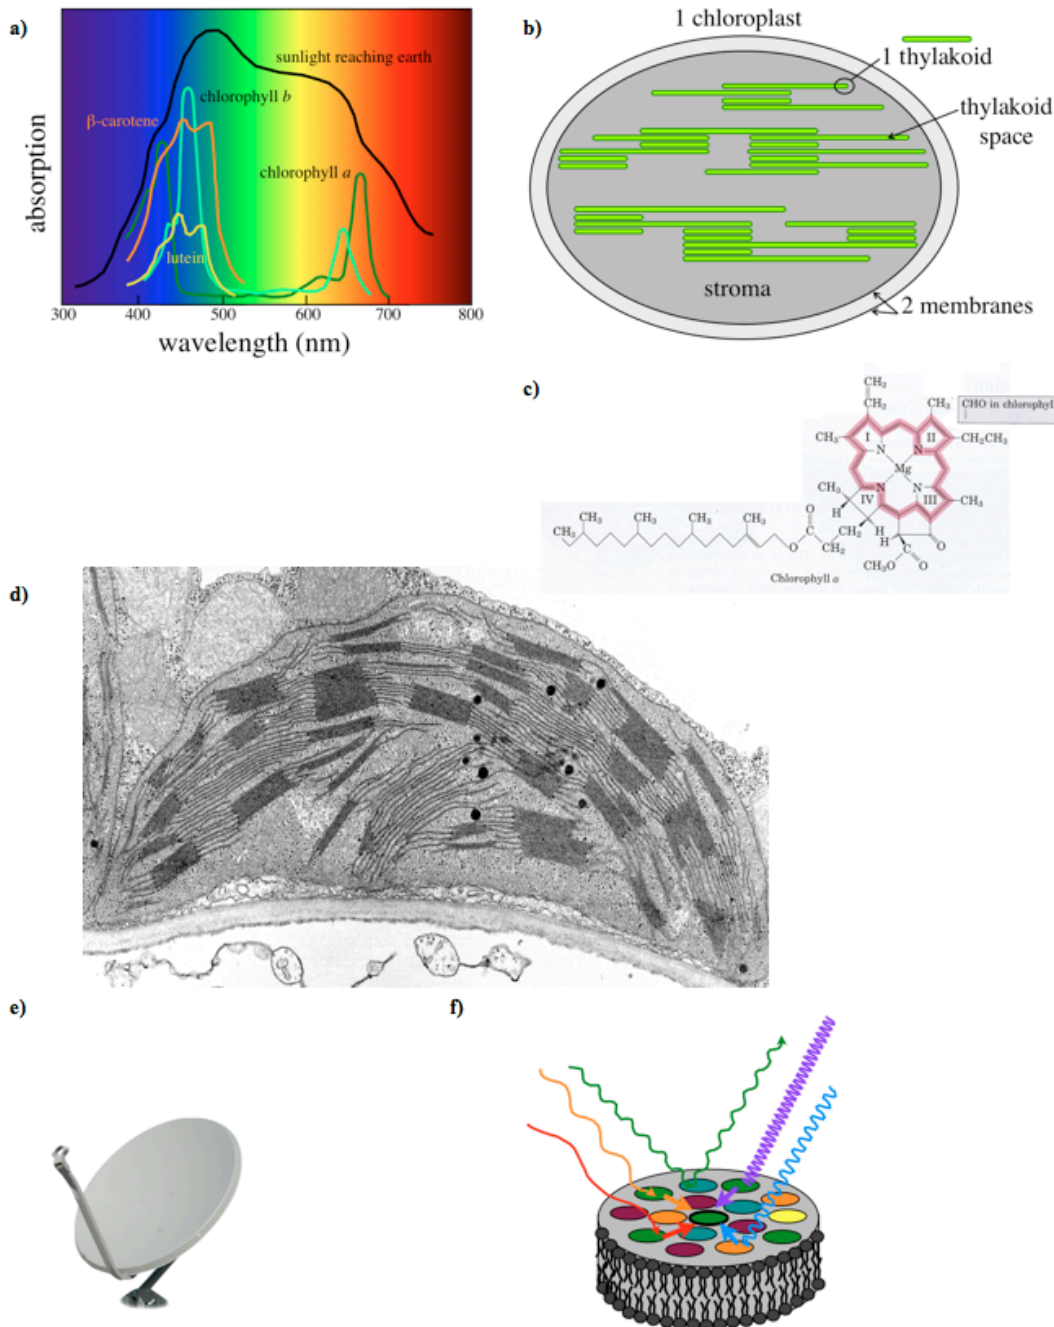 a)
absorption
sunlight reaching earth
chlorophyll b
β-carotene
chlorophyll a
lutein
300 400 500 600 700 800
wavelength (nm)
b)
1 chloroplast
1 thylakoid
thylakoid
space
stroma
2 membranes
c)
CH₂
CH₂
CH₃
CHO in chlorophyll
CH₃
I
II
CH₂CH₃
N
N
Mg
CH₃
N
N
IV
III
CH₃
H
H
O
CH₃
CH₃
CH₃
CH₃
CH₃
O
O
CH₂
CH₂
C
C
CH₃O
O
Chlorophyll a
d)
e)
f)